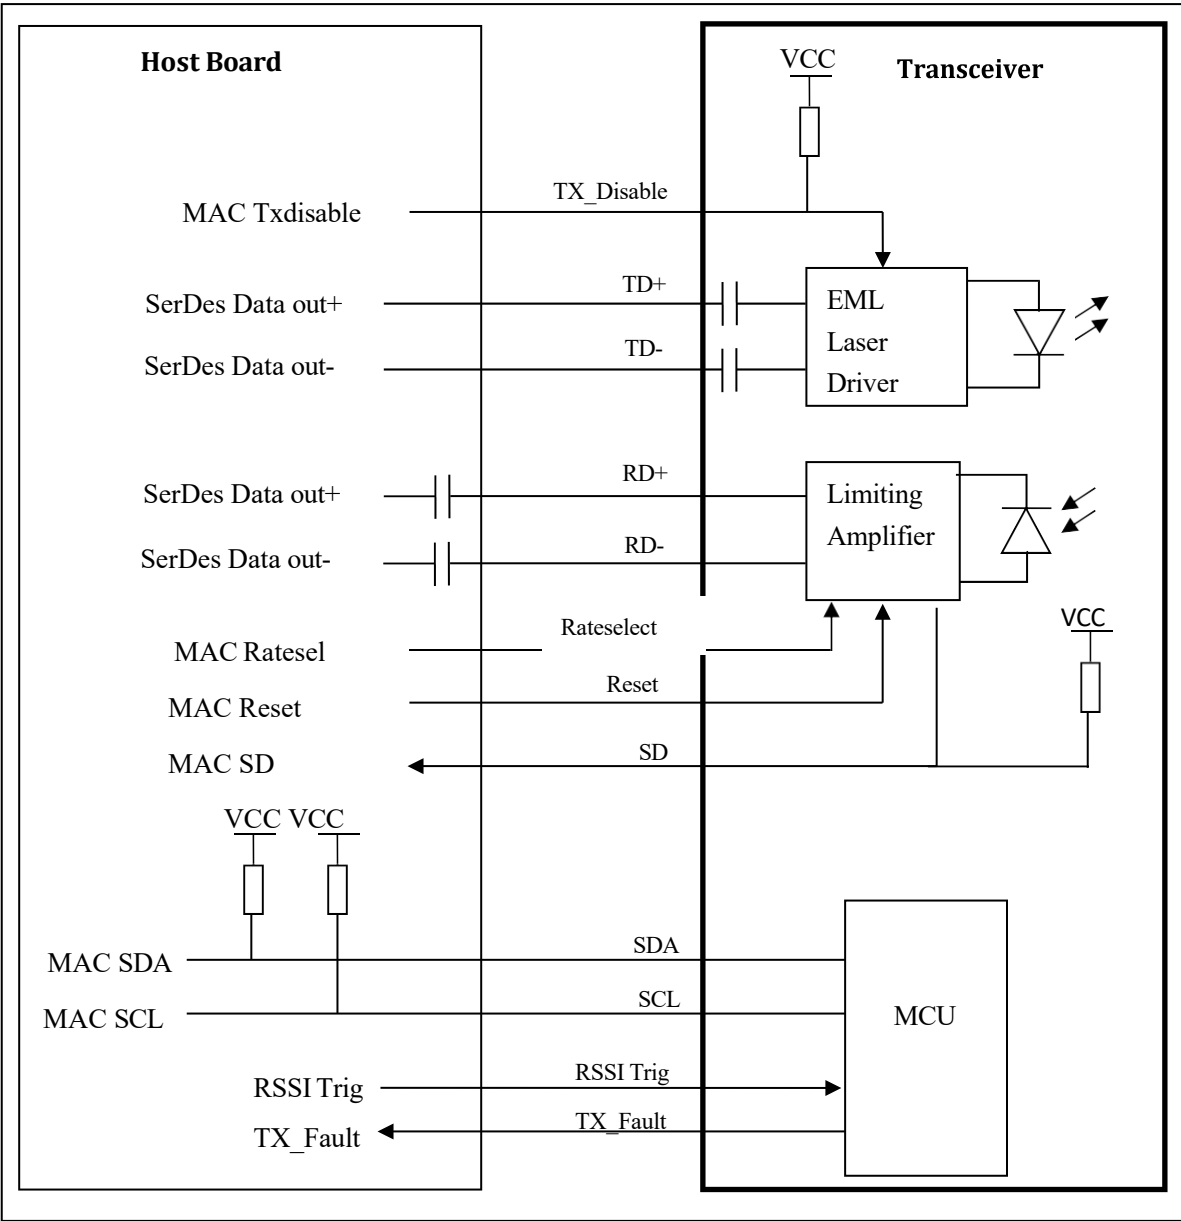 Host Board
VCC
Transceiver
TX_Disable
MAC Txdisable
TD+
SerDes Data out+
EML
TD-
Laser
SerDes Data out-
Driver
RD+
SerDes Data out+
Limiting
RD-
Amplifier
SerDes Data out-
Rateselect
VCC
MAC Ratesel
Reset
MAC Reset
SD
MAC SD
VCC VCC
SDA
MAC SDA
SCL
MAC SCL
MCU
RSSI Trig
RSSI Trig
TX_Fault
TX_Fault